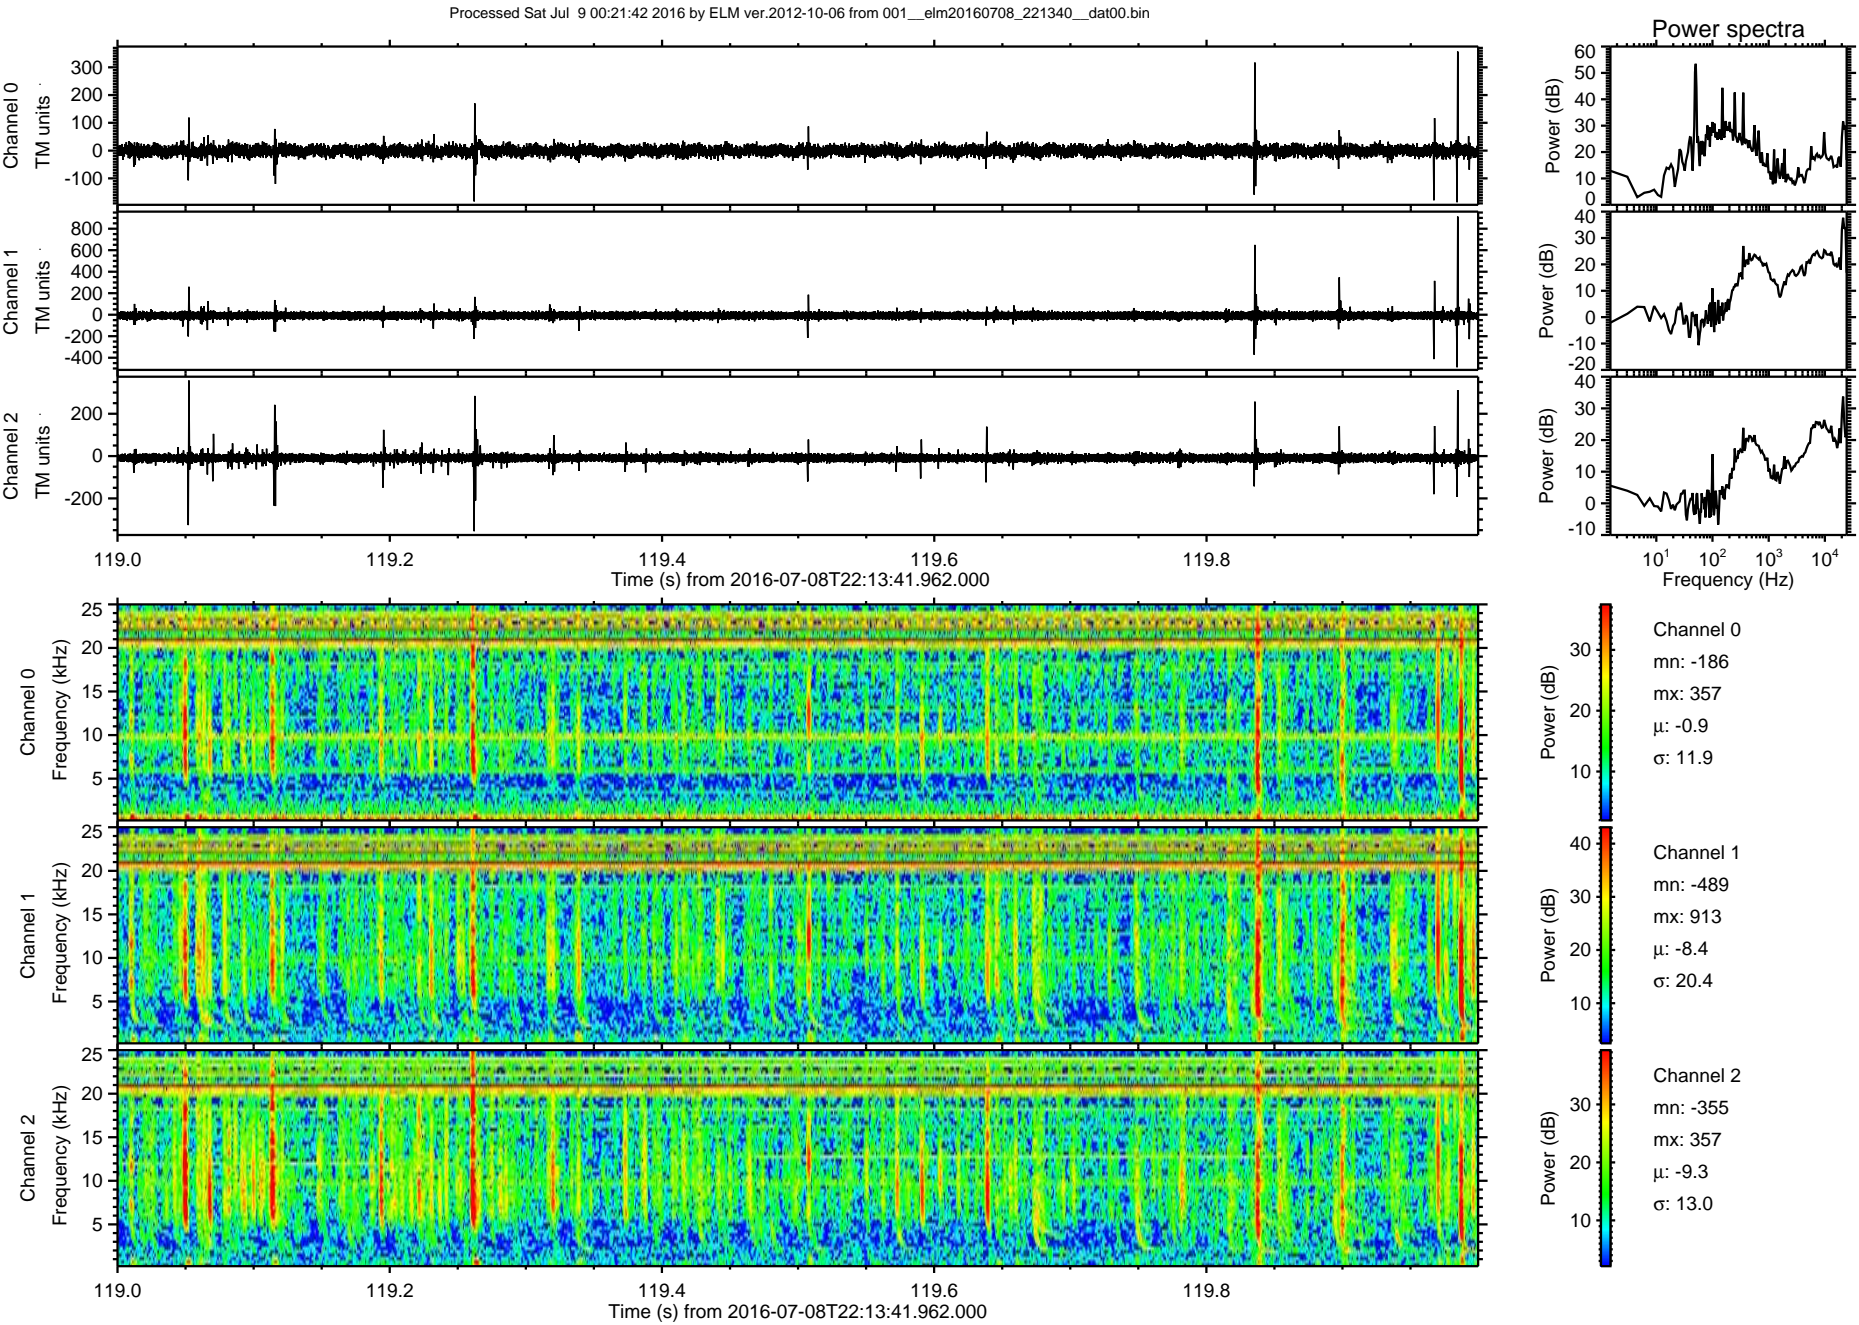 Processed Sat Jul  9 00:21:42 2016 by ELM ver.2012-10-06 from 001__elm20160708_221340__dat00.bin
Power spectra
Channel 0
TM units
300
200
100
0
-100
Power (dB)
60
50
40
30
20
10
0
Channel 1
TM units
800
600
400
200
0
-200
-400
Power (dB)
40
30
20
10
0
-10
-20
Channel 2
TM units
200
0
-200
Power (dB)
40
30
20
10
0
-10
119.0 119.2 119.4 119.6 119.8
Time (s) from 2016-07-08T22:13:41.962.000
10¹ 10² 10³ 10⁴
Frequency (Hz)
Channel 0
Frequency (kHz)
25
20
15
10
5
Power (dB)
30
20
10
Channel 0
mn: -186
mx: 357
μ: -0.9
σ: 11.9
Channel 1
Frequency (kHz)
25
20
15
10
5
Power (dB)
40
30
20
10
Channel 1
mn: -489
mx: 913
μ: -8.4
σ: 20.4
Channel 2
Frequency (kHz)
25
20
15
10
5
Power (dB)
30
20
10
Channel 2
mn: -355
mx: 357
μ: -9.3
σ: 13.0
119.0 119.2 119.4 119.6 119.8
Time (s) from 2016-07-08T22:13:41.962.000